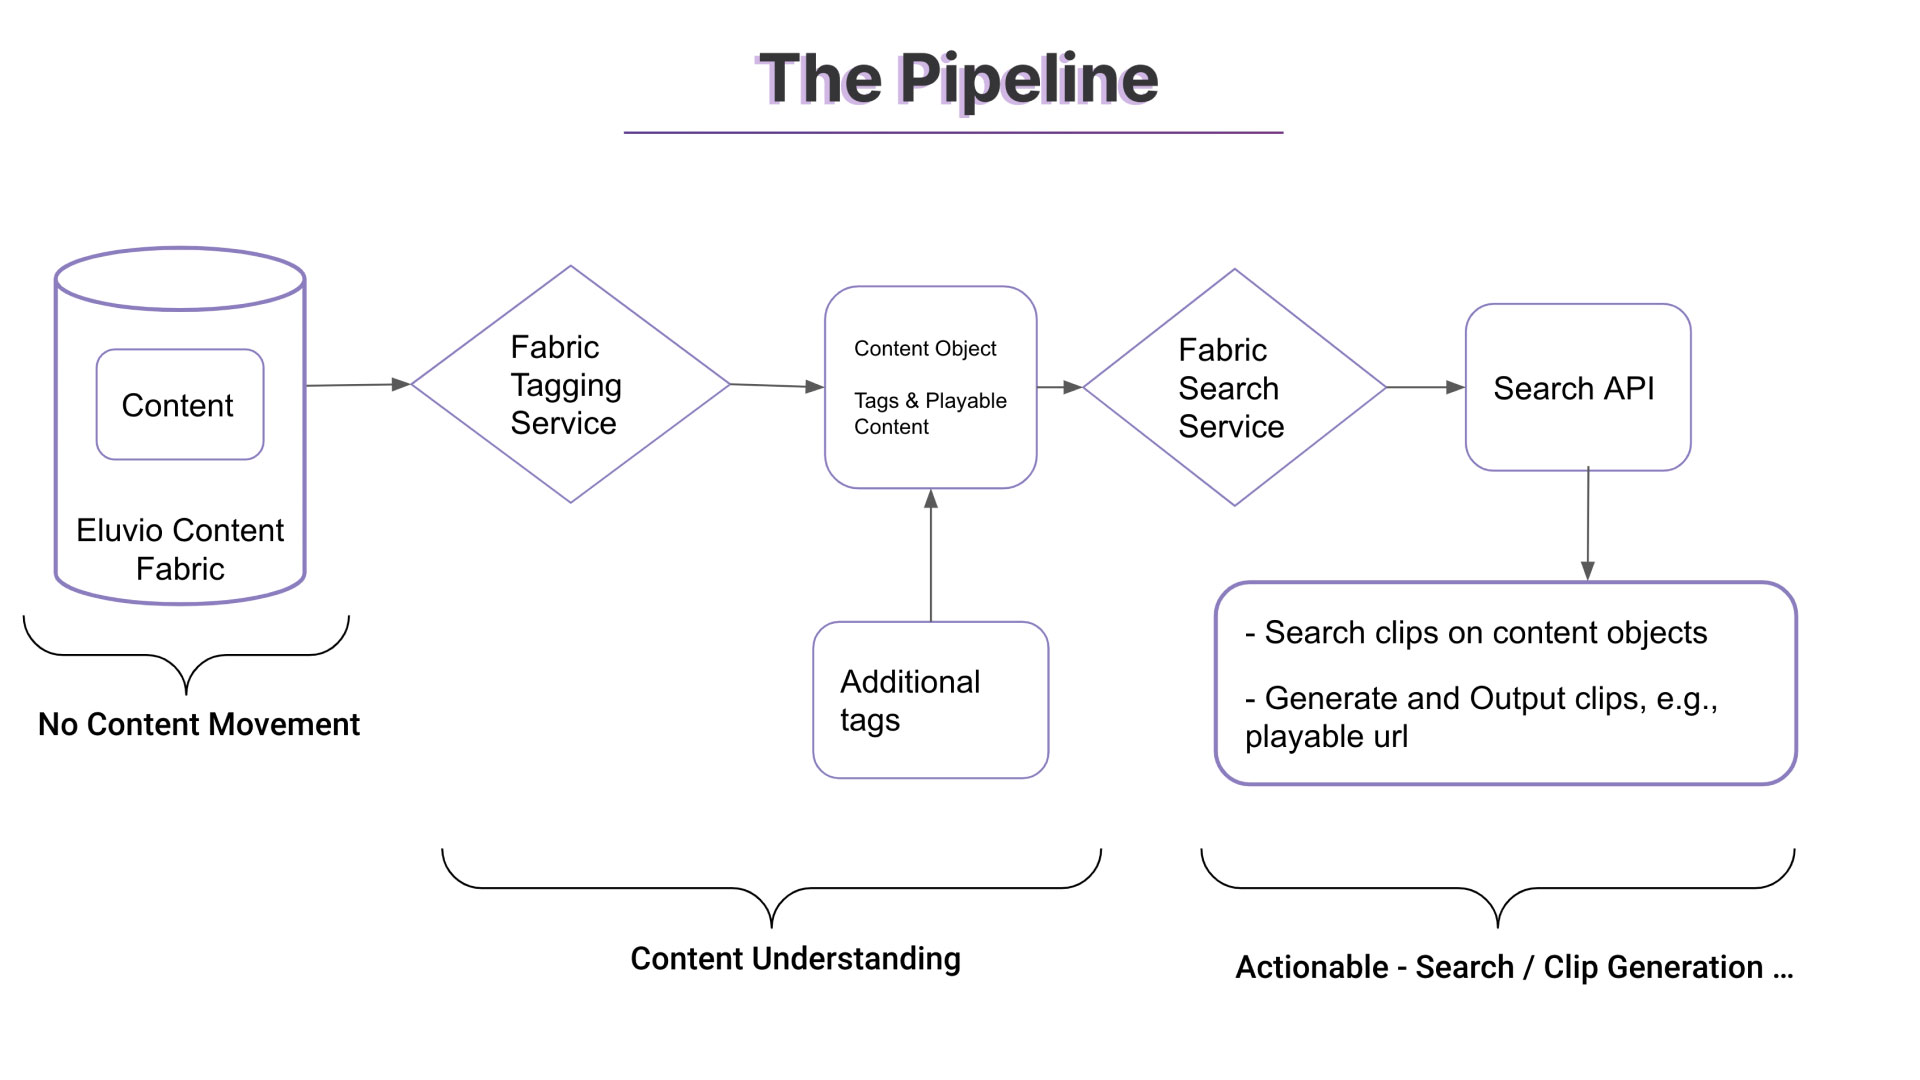 The Pipeline
Content
Eluvio Content
Fabric
No Content Movement
Fabric
Tagging
Service
Content Object
Tags & Playable
Content
Additional
tags
Content Understanding
Fabric
Search
Service
Search API
- Search clips on content objects
- Generate and Output clips, e.g.,
playable url
Actionable - Search / Clip Generation ...